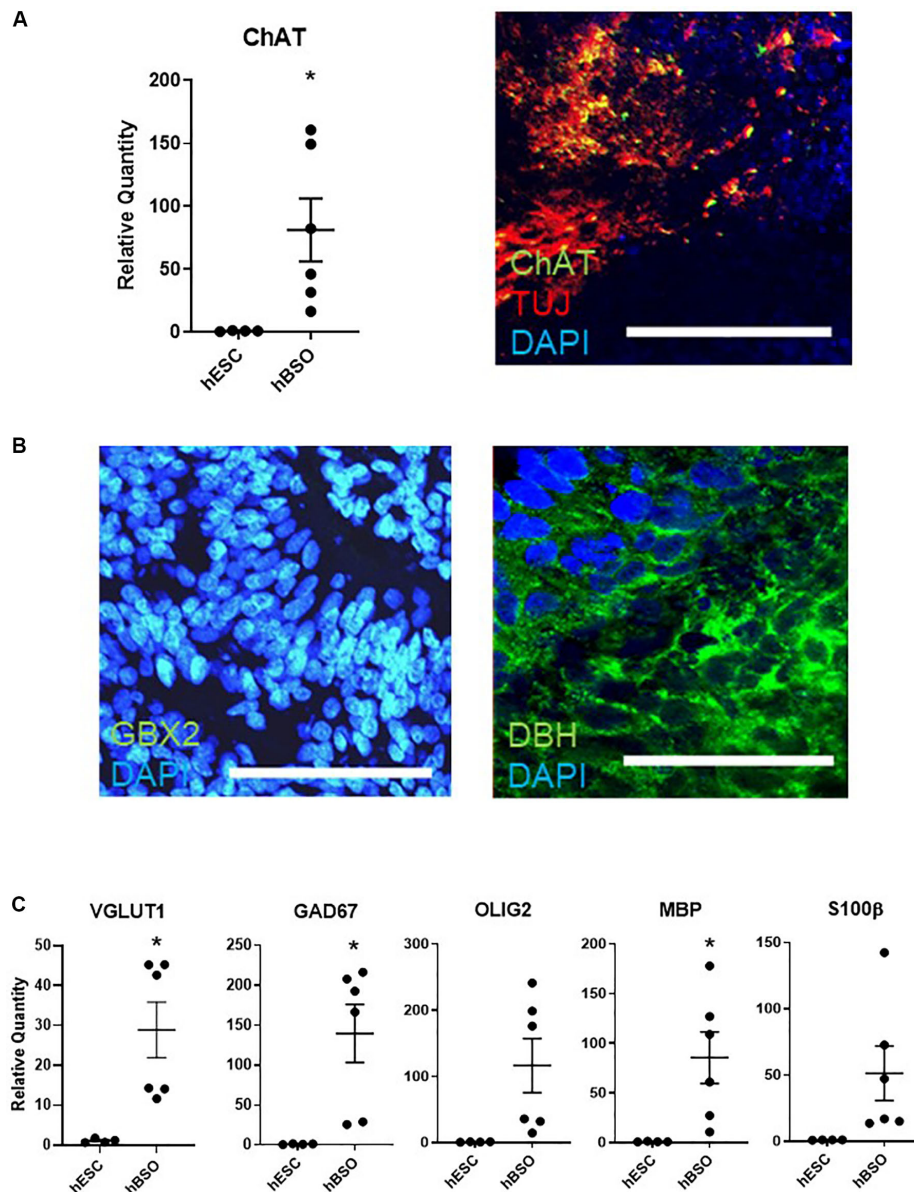 A
ChAT
Relative Quantity
200
150
100
50
0
*
hESC
hBSO
ChAT
TUJ
DAPI
B
GBX2
DAPI
DBH
DAPI
C
VGLUT1
Relative Quantity
50
40
30
20
10
0
*
hESC
hBSO
GAD67
250
200
150
100
50
0
*
hESC
hBSO
OLIG2
300
200
100
0
hESC
hBSO
MBP
200
150
100
50
0
*
hESC
hBSO
S100β
150
100
50
0
hESC
hBSO